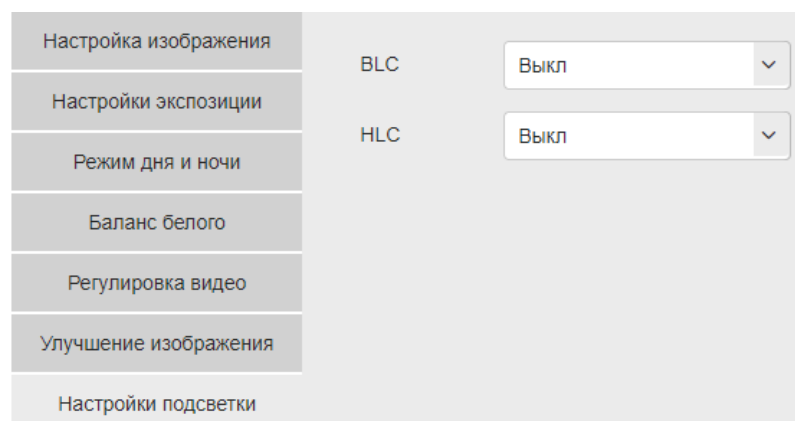 Настройка изображения
Настройки экспозиции
Режим дня и ночи
Баланс белого
Регулировка видео
Улучшение изображения
Настройки подсветки
BLC Выкл
HLC Выкл